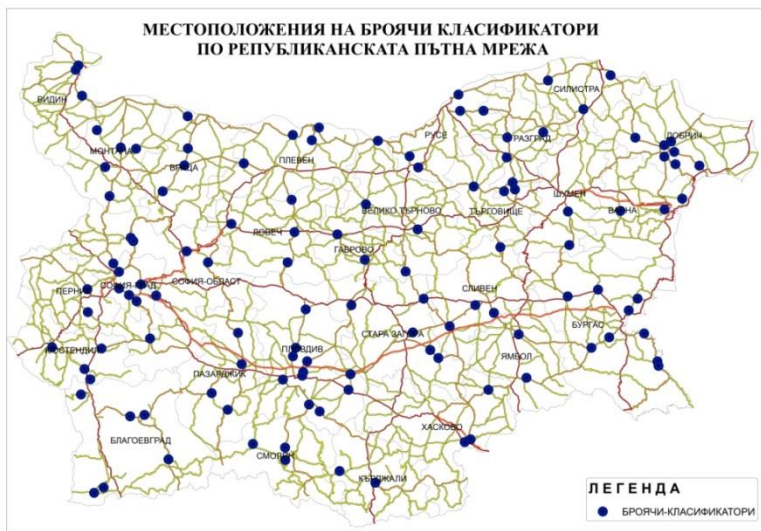 МЕСТОПОЛОЖЕНИЯ НА БРОЯЧИ КЛАСИФИКАТОРИ
ПО РЕПУБЛИКАНСКАТА ПЪТНА МРЕЖА
СИЛИСТРА
ВИДИН
РУСЕ
РАЗГРАД
ДОБРИЧ
МОНТАНА
ВРАЦА
ПЛЕВЕН
ШУМЕН
ВЕЛИКО ТЪРНОВО
ТЪРГОВИЩЕ
ВАРНА
ЛОВЕЧ
ГАБРОВО
СОФИЯ-ОБЛАСТ
ПЕРНИК
СОФИЯ-ГРАД
СЛИВЕН
БУРГАС
СТАРА ЗАГОРА
КЮСТЕНДИЛ
ПЛОВДИВ
ЯМБОЛ
ПАЗАРДЖИК
ХАСКОВО
БЛАГОЕВГРАД
СМОЛЯН
КЪРДЖАЛИ
ЛЕГЕНДА
БРОЯЧИ-КЛАСИФИКАТОРИ